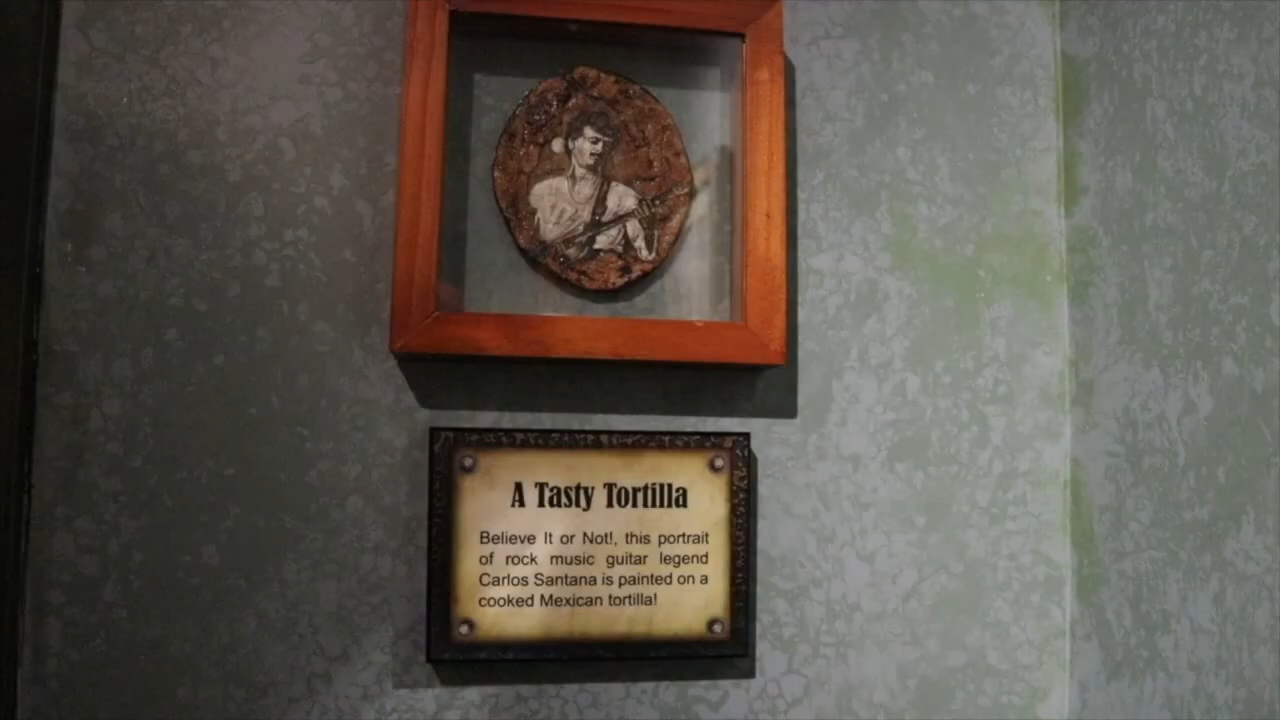 A Tasty Tortilla
Believe It or Not!, this portrait
of rock music guitar legend
Carlos Santana is painted on a
cooked Mexican tortilla!